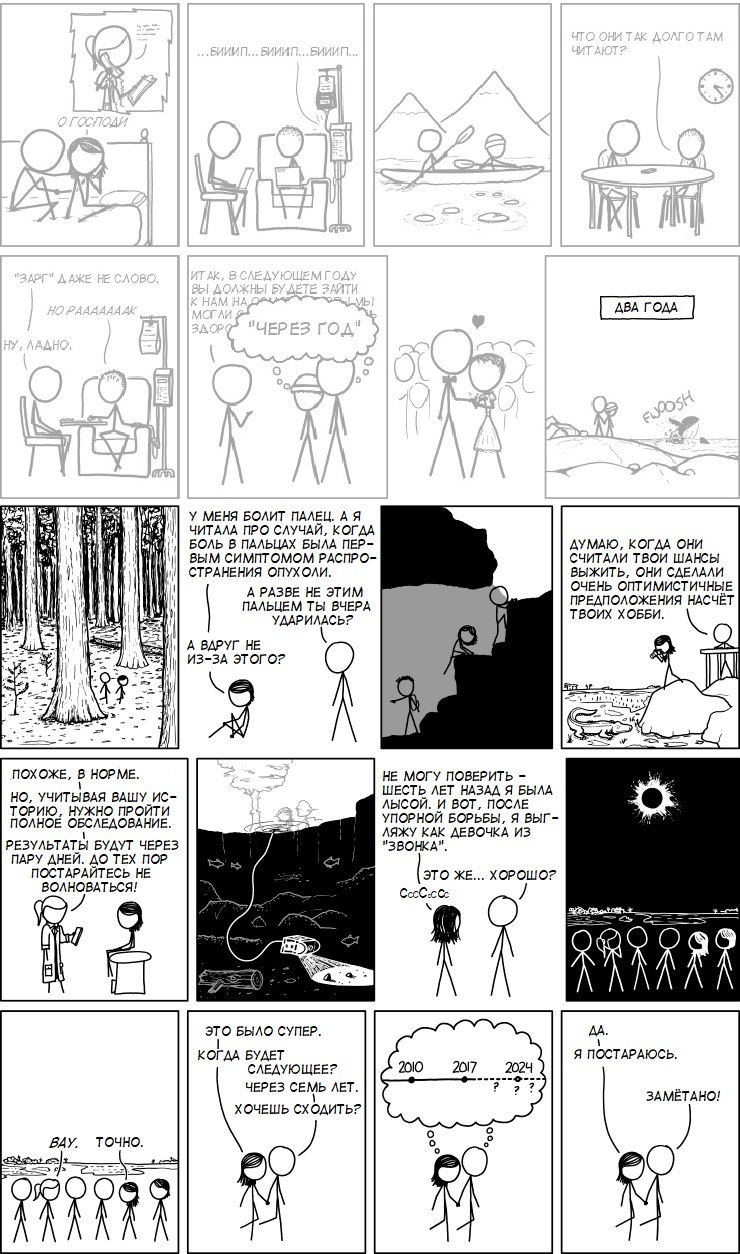 О ГОСПОДИ
...БИИИП...БИИИП...БИИИП...
ЧТО ОНИ ТАК ДОЛГО ТАМ
ЧИТАЮТ?
"ЗАРГ" ДАЖЕ НЕ СЛОВО.
НО РААААААAК
НУ, ЛАДНО.
ИТАК, В СЛЕДУЮЩЕМ ГОДУ
ВЫ ДОЛЖНЫ БУДЕТЕ ЗАЙТИ
К НАМ НА
МЫ
МОГЛИ
"ЧЕРЕЗ ГОД"
ДВА ГОДА
FWOOSH
У МЕНЯ БОЛИТ ПАЛЕЦ. А Я
ЧИТАЛА ПРО СЛУЧАЙ, КОГДА
БОЛЬ В ПАЛЬЦАХ БЫЛА ПЕР-
ВЫМ СИМПТОМОМ РАСПРО-
СТРАНЕНИЯ ОПУХОЛИ.
А РАЗВЕ НЕ ЭТИМ
ПАЛЬЦЕМ ТЫ ВЧЕРА
УДАРИЛАСЬ?
А ВДРУГ НЕ
ИЗ-ЗА ЭТОГО?
ДУМАЮ, КОГДА ОНИ
СЧИТАЛИ ТВОИ ШАНСЫ
ВЫЖИТЬ, ОНИ СДЕЛАЛИ
ОЧЕНЬ ОПТИМИСТИЧНЫЕ
ПРЕДПОЛОЖЕНИЯ НАСЧЁТ
ТВОИХ ХОББИ.
ПОХОЖЕ, В НОРМЕ.
НО, УЧИТЫВАЯ ВАШУ ИС-
ТОРИЮ, НУЖНО ПРОЙТИ
ПОЛНОЕ ОБСЛЕДОВАНИЕ.
РЕЗУЛЬТАТЫ БУДУТ ЧЕРЕЗ
ПАРУ ДНЕЙ. ДО ТЕХ ПОР
ПОСТАРАЙТЕСЬ НЕ
ВОЛНОВАТЬСЯ!
НЕ МОГУ ПОВЕРИТЬ -
ШЕСТЬ ЛЕТ НАЗАД Я БЫЛА
ЛЫСОЙ. И ВОТ, ПОСЛЕ
УПОРНОЙ БОРЬБЫ, Я ВЫГ-
ЛЯЖУ КАК ДЕВОЧКА ИЗ
"ЗВОНКА".
ЭТО ЖЕ... ХОРОШО?
СССССССС
ВАУ.
ТОЧНО.
ЭТО БЫЛО СУПЕР.
КОГДА БУДЕТ
СЛЕДУЮЩЕЕ?
ЧЕРЕЗ СЕМЬ ЛЕТ.
ХОЧЕШЬ СХОДИТЬ?
2010 2017 2024
? ? ?
ДА.
Я ПОСТАРАЮСЬ.
ЗАМЁТАНО!